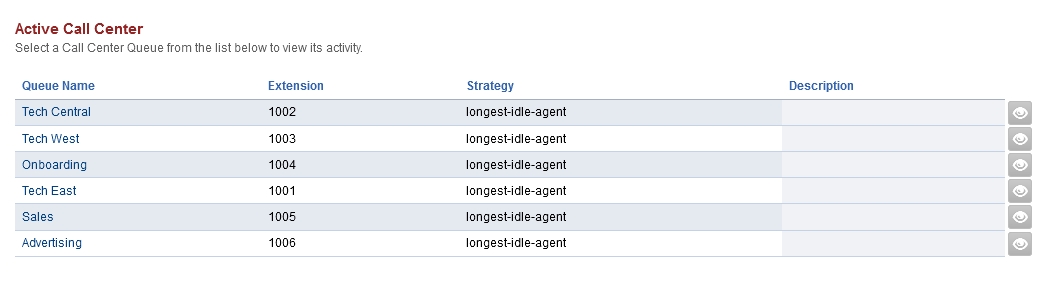 Active Call Center
Select a Call Center Queue from the list below to view its activity.
Queue Name Extension Strategy Description
Tech Central 1002 longest-idle-agent
Tech West 1003 longest-idle-agent
Onboarding 1004 longest-idle-agent
Tech East 1001 longest-idle-agent
Sales 1005 longest-idle-agent
Advertising 1006 longest-idle-agent